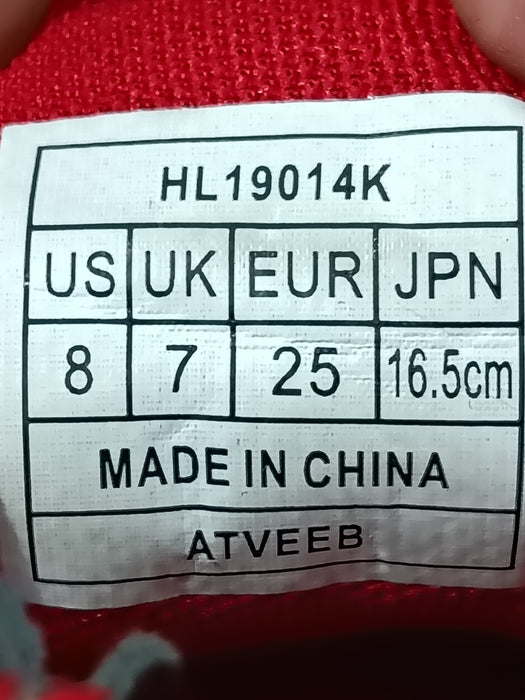 HL19014K
US UK EUR JPN
8 7 25 16.5cm
MADE IN CHINA
ATVEEB